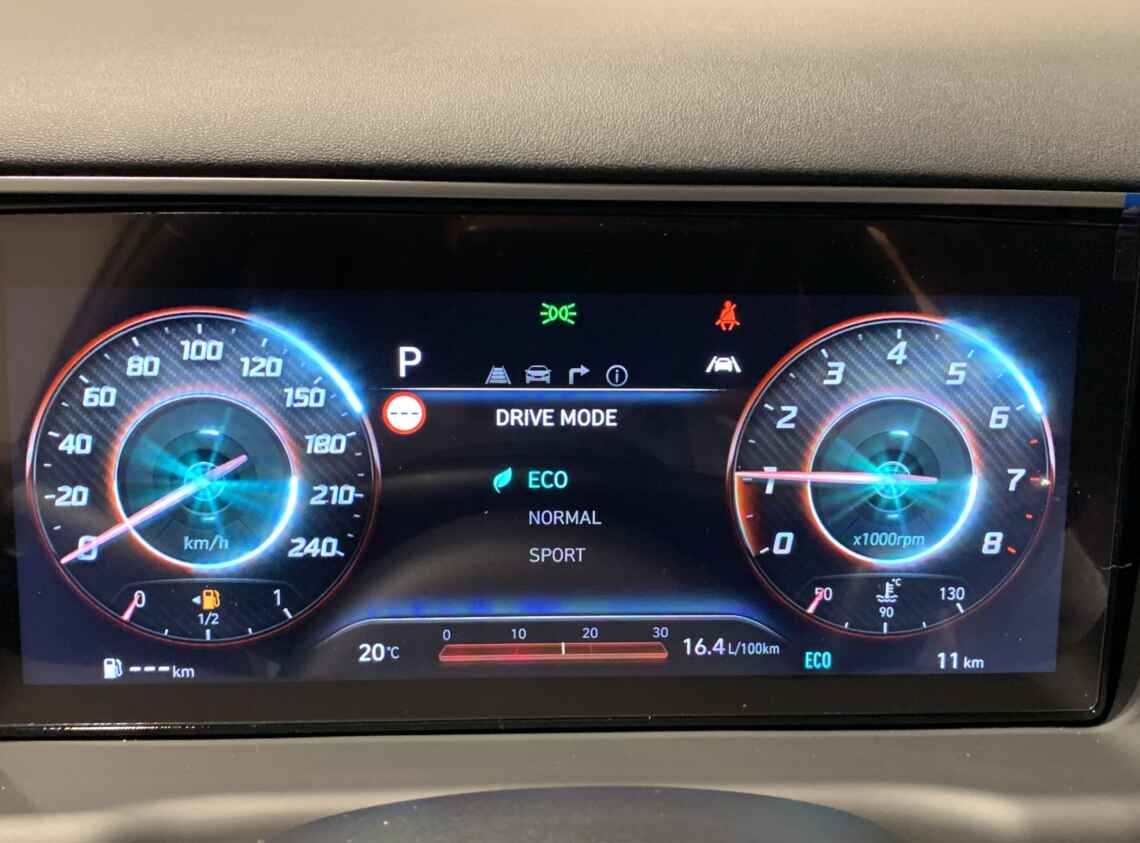 P
DRIVE MODE
ECO
NORMAL
SPORT
0
20
40
60
80
100
120
150
180
210
240
km/h
0
1/2
1
--- km
20°C
0 10 20 30
16.4 L/100km
0
1
2
3
4
5
6
7
8
x1000rpm
50
°C
90
130
ECO
11 km